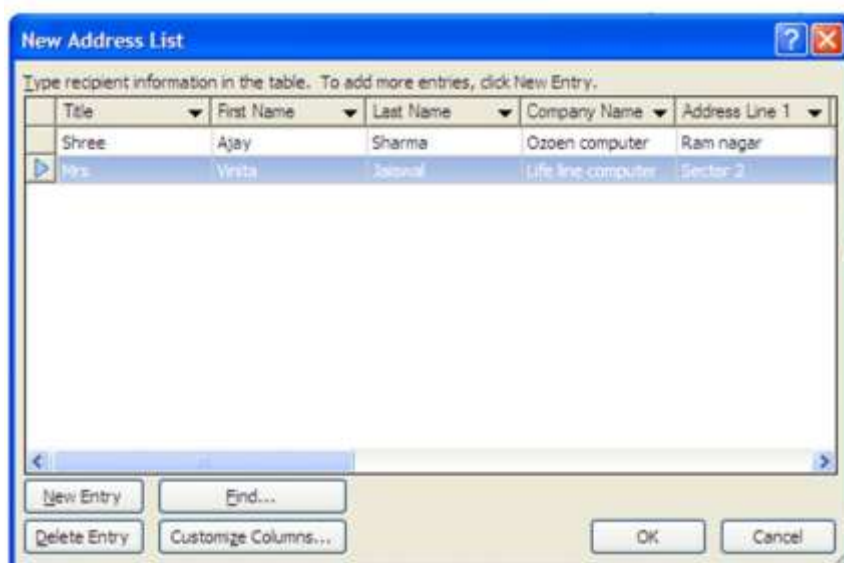 New Address List
Type recipient information in the table. To add more entries, click New Entry.
Title First Name Last Name Company Name Address Line 1
Shree Ajay Sharma Ozoen computer Ram nagar
Mrs Vinita Jaiswal Life line computer Sector 2
New Entry Find...
Delete Entry Customize Columns... OK Cancel